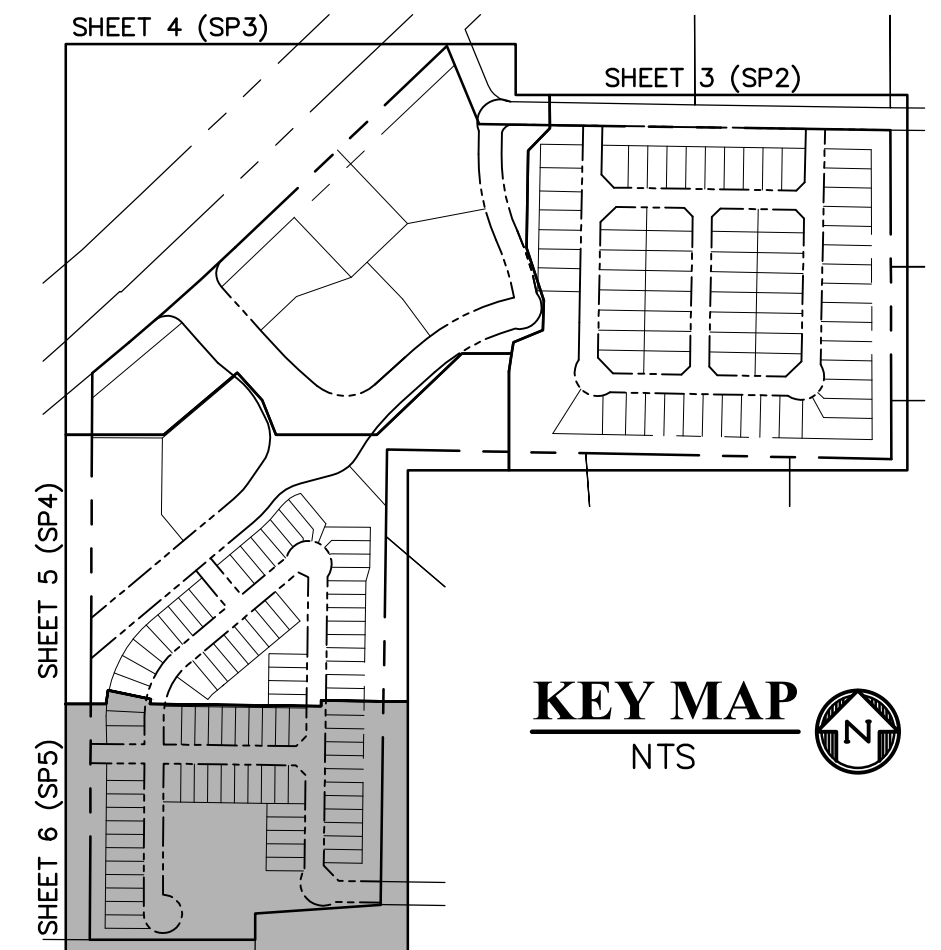 SHEET 4 (SP3)
SHEET 3 (SP2)
SHEET 5 (SP4)
SHEET 6 (SP5)
KEY MAP
NTS
N